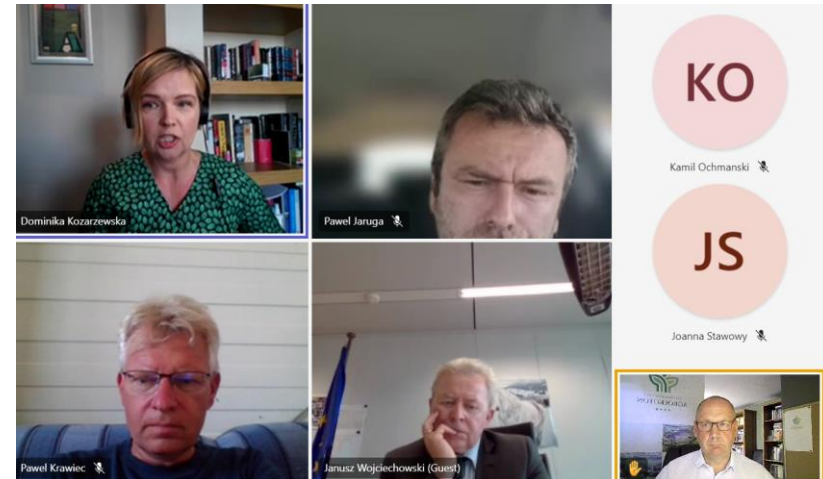 Dominika Kozarzewska
Pawel Jaruga
KO
Kamil Ochmanski
JS
Joanna Stawowy
Pawel Krawiec
Janusz Wojciechowski (Guest)